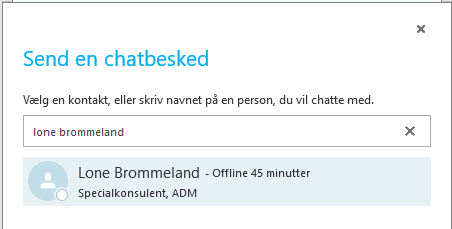 Send en chatbesked
Vælg en kontakt, eller skriv navnet på en person, du vil chatte med.
lone brommeland
Lone Brommeland - Offline 45 minutter
Specialkonsulent, ADM